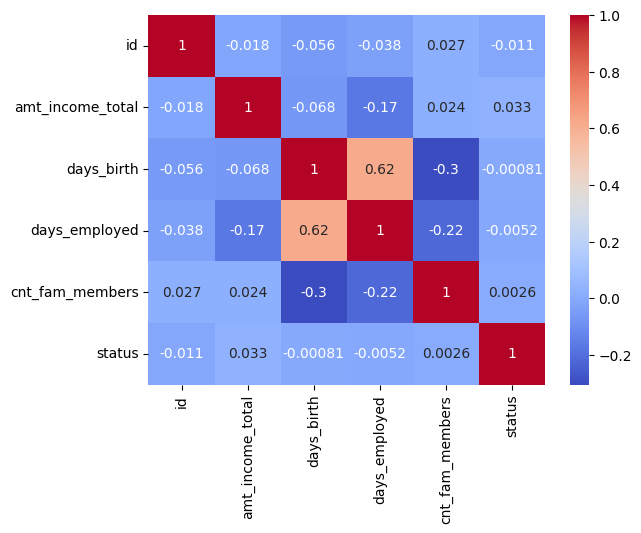 id 1 -0.018 -0.056 -0.038 0.027 -0.011
amt_income_total -0.018 1 -0.068 -0.17 0.024 0.033
days_birth -0.056 -0.068 1 0.62 -0.3 -0.00081
days_employed -0.038 -0.17 0.62 1 -0.22 -0.0052
cnt_fam_members 0.027 0.024 -0.3 -0.22 1 0.0026
status -0.011 0.033 -0.00081 -0.0052 0.0026 1
id amt_income_total days_birth days_employed cnt_fam_members status
1.0
0.8
0.6
0.4
0.2
0.0
−0.2